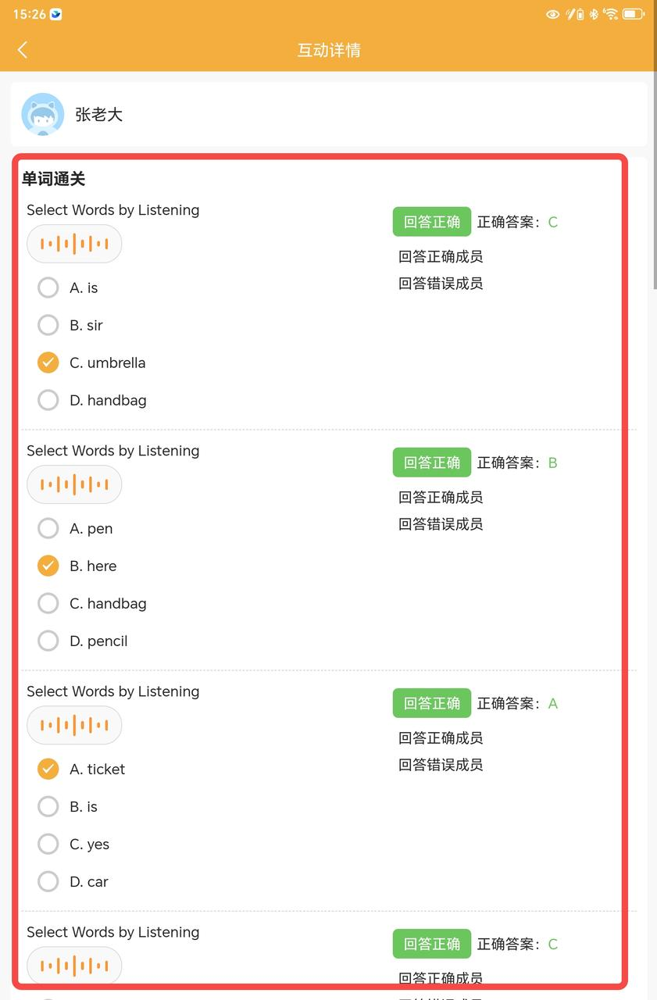 15:26
互动详情
张老大
单词通关
Select Words by Listening
回答正确 正确答案：C
回答正确成员
回答错误成员
A. is
B. sir
C. umbrella
D. handbag
Select Words by Listening
回答正确 正确答案：B
回答正确成员
回答错误成员
A. pen
B. here
C. handbag
D. pencil
Select Words by Listening
回答正确 正确答案：A
回答正确成员
回答错误成员
A. ticket
B. is
C. yes
D. car
Select Words by Listening
回答正确 正确答案：C
回答正确成员